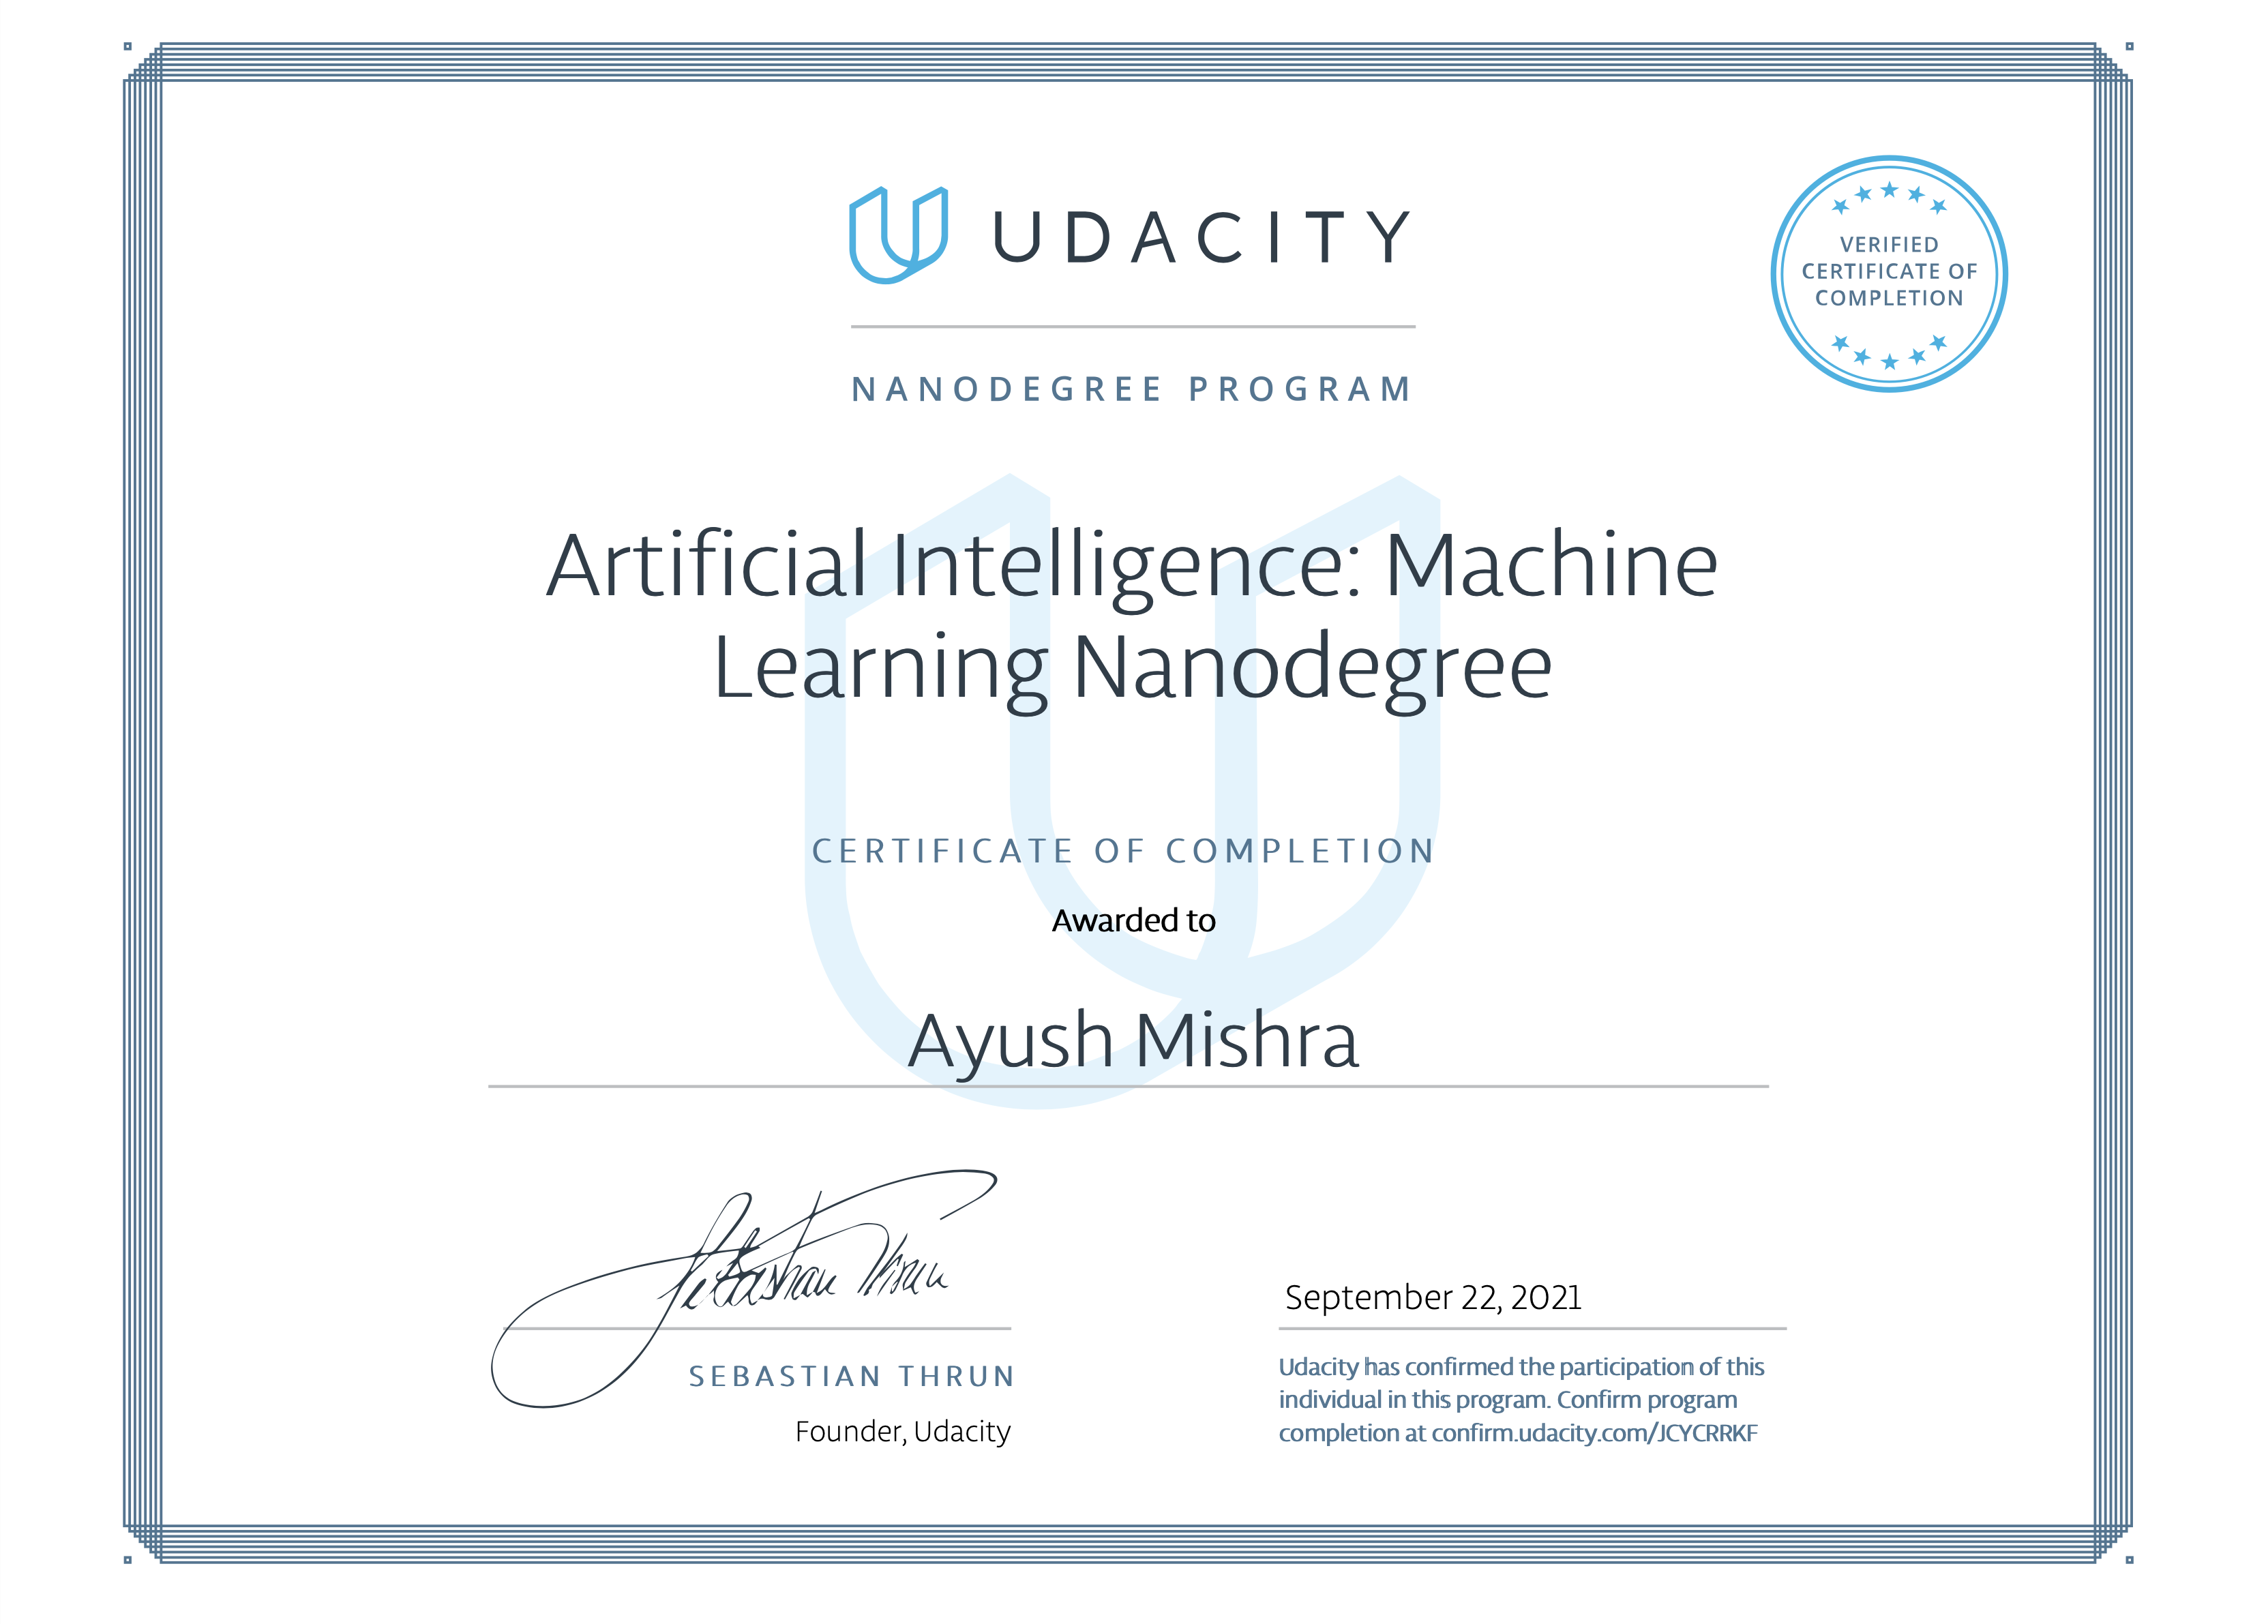 UDACITY
VERIFIED
CERTIFICATE OF
COMPLETION
NANODEGREE PROGRAM
Artificial Intelligence: Machine
Learning Nanodegree
CERTIFICATE OF COMPLETION
Awarded to
Ayush Mishra
Sebastian Thrun
SEBASTIAN THRUN
Founder, Udacity
September 22, 2021
Udacity has confirmed the participation of this
individual in this program. Confirm program
completion at confirm.udacity.com/JCYCRRKF